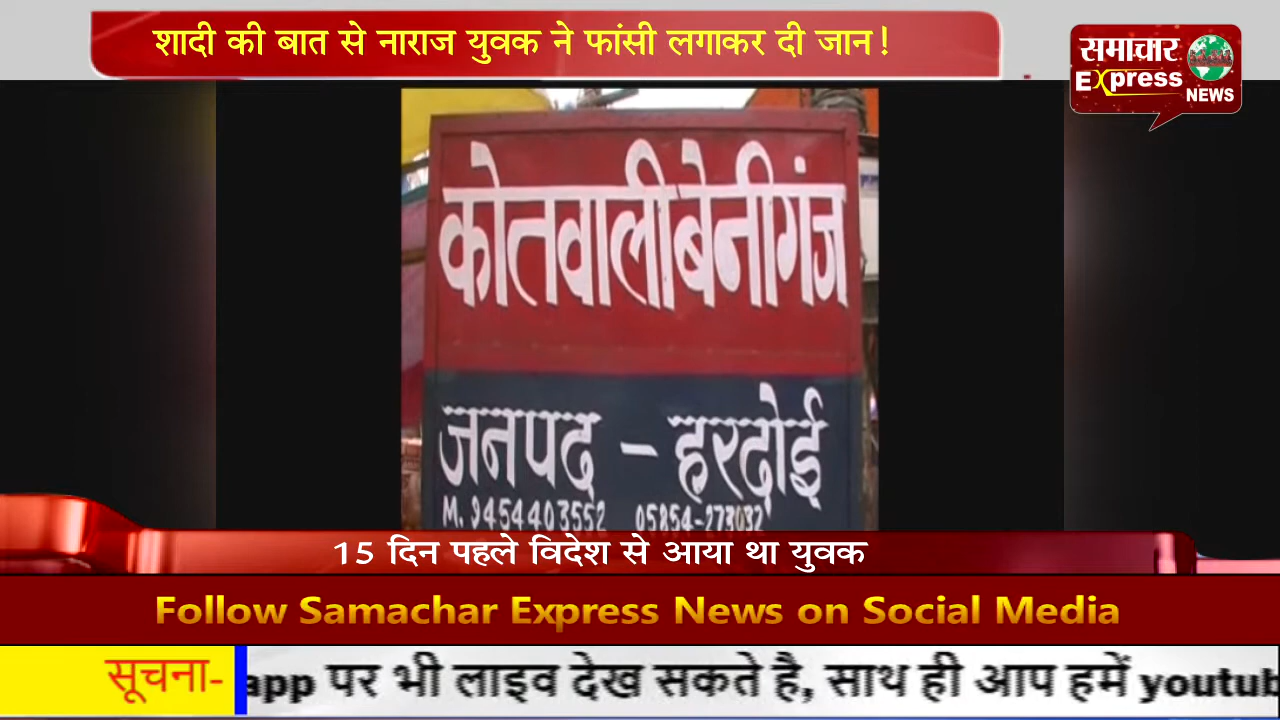 शादी की बात से नाराज युवक ने फांसी लगाकर दी जान!
समाचार
Express
NEWS
कोतवाली बेनीगंज
जनपद - हरदोई
M. 9454403552 05854-273032
15 दिन पहले विदेश से आया था युवक
Follow Samachar Express News on Social Media
सूचना- app पर भी लाइव देख सकते है, साथ ही आप हमें youtub